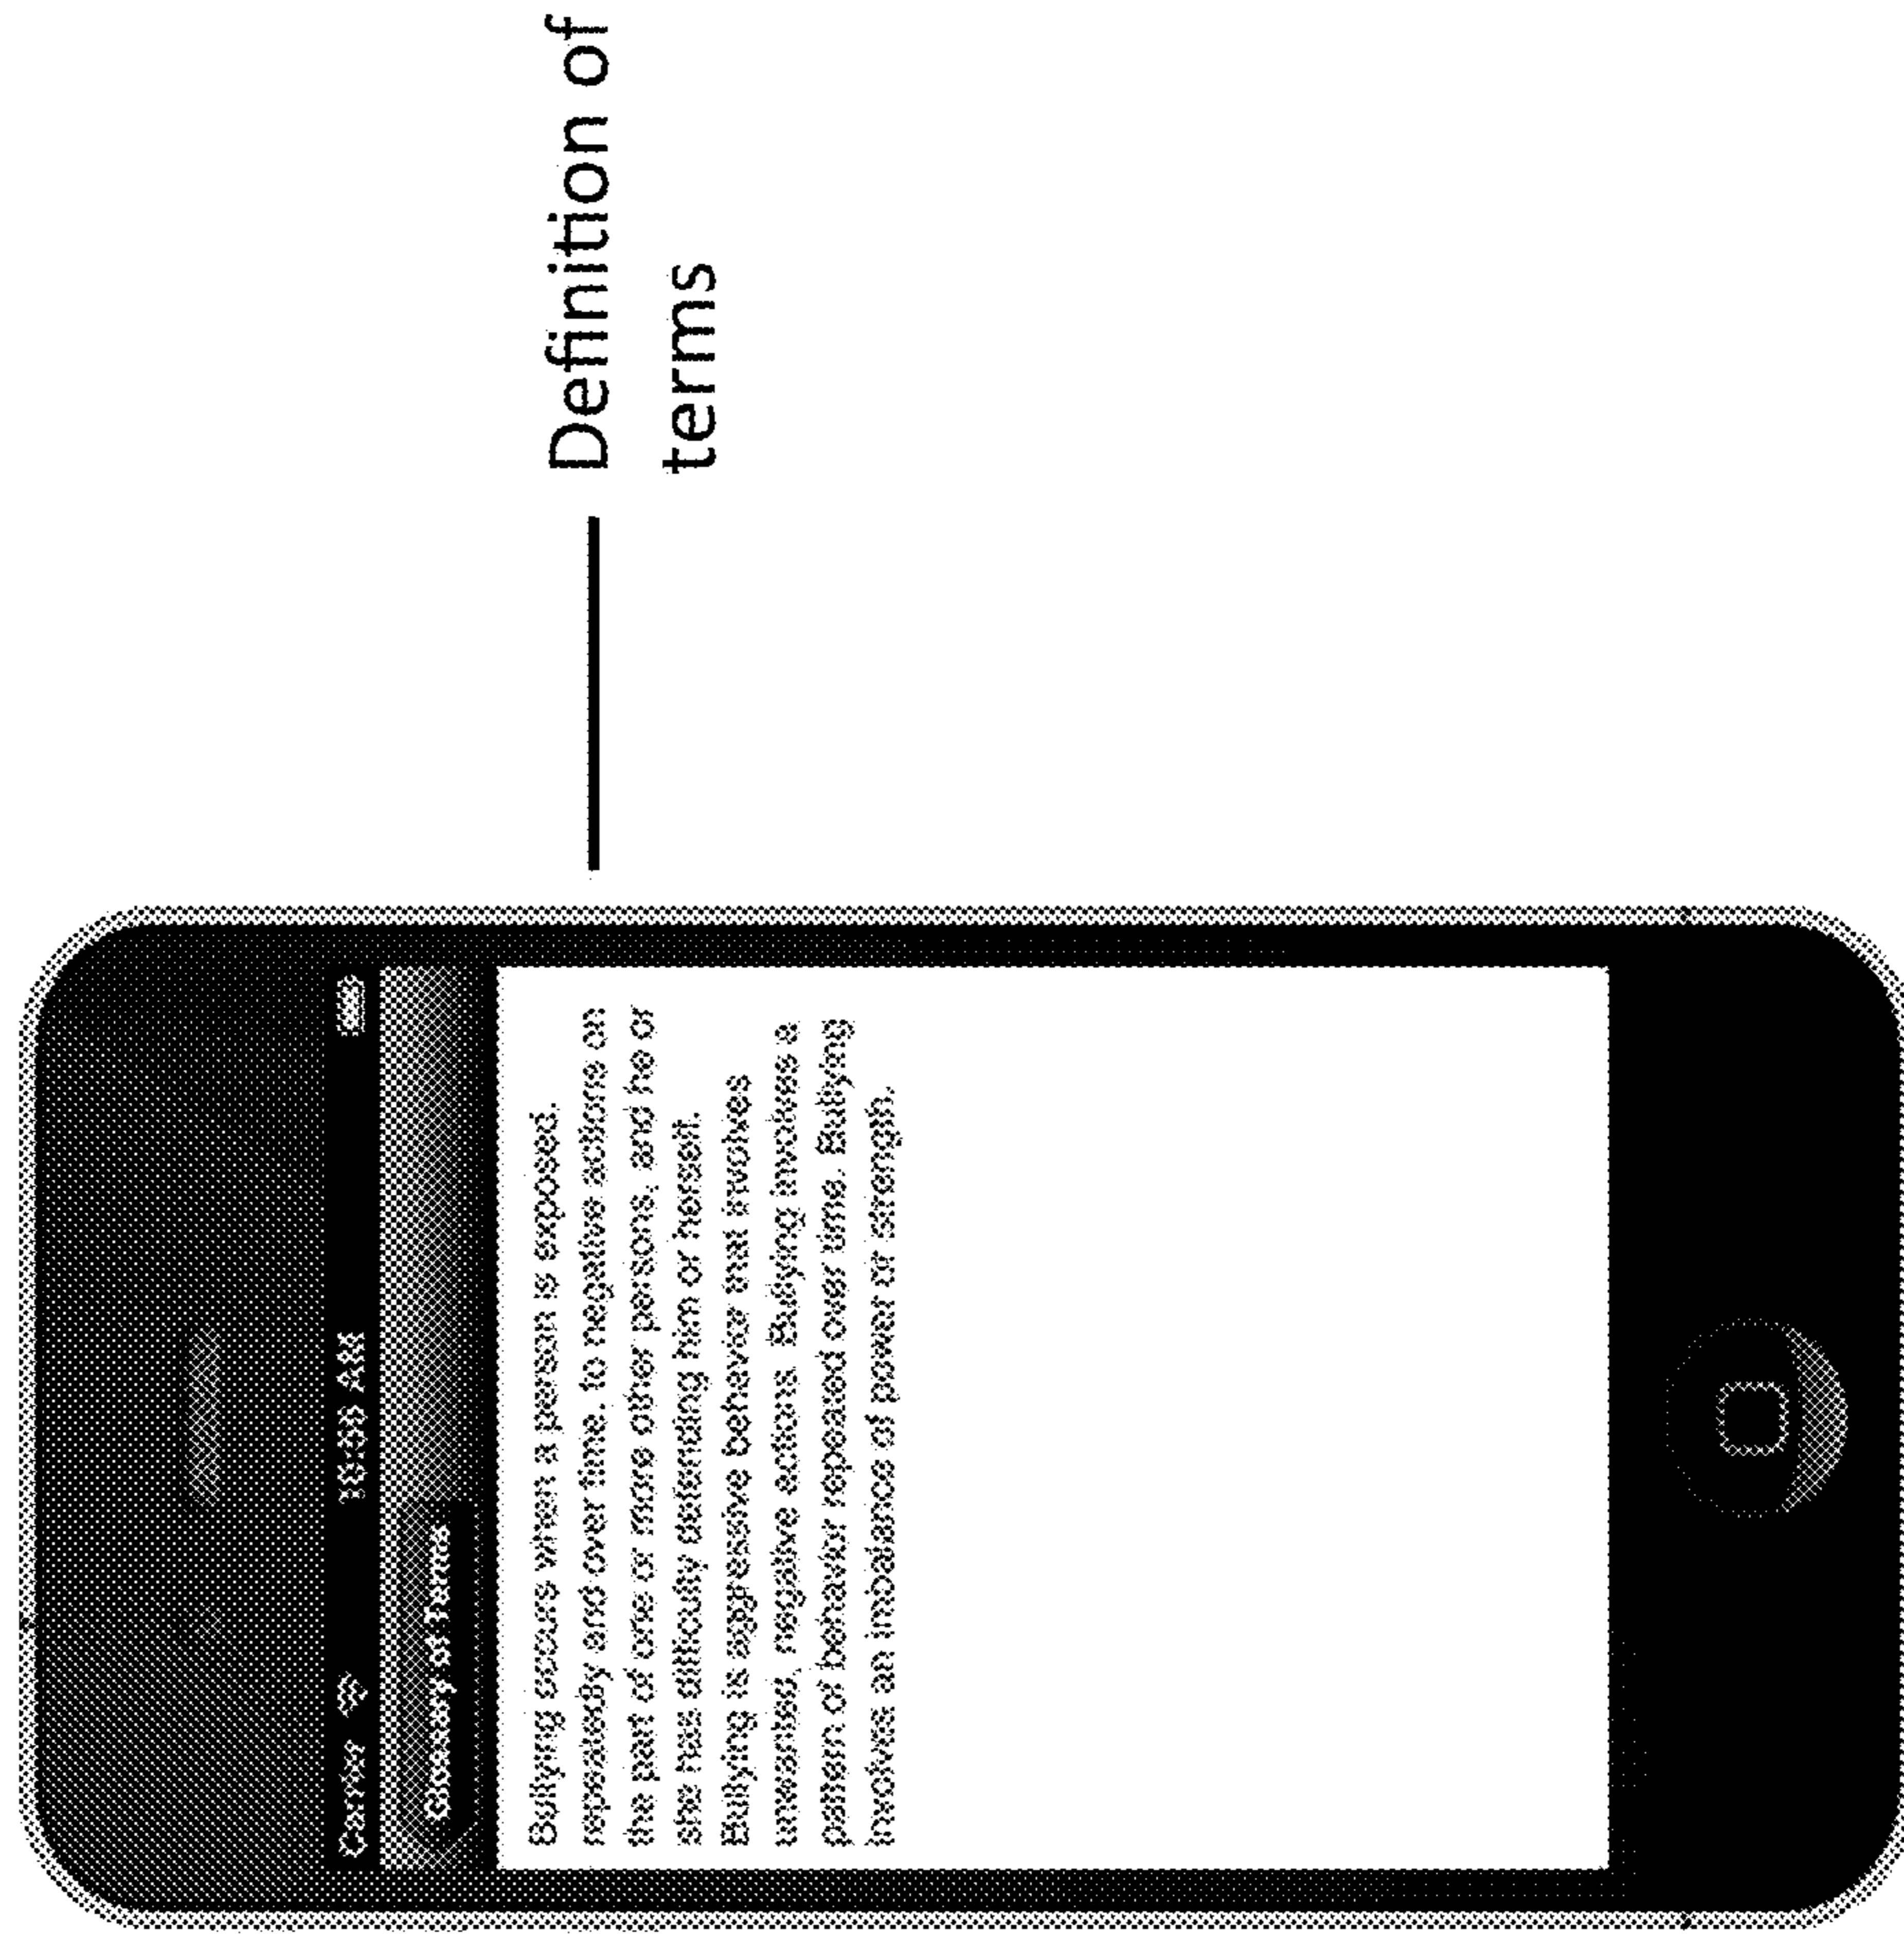 Carrier
AM
Glossary of Terms
Bullying occurs when a person is exposed,
repeatedly and over time, to negative actions on
the part of one or more other persons, and he or
she has difficulty defending him or herself.
Bullying is aggressive behavior that involves
unwanted, negative actions. Bullying involves a
pattern of behavior repeated over time. Bullying
involves an imbalance of power or strength.
Definition of
terms